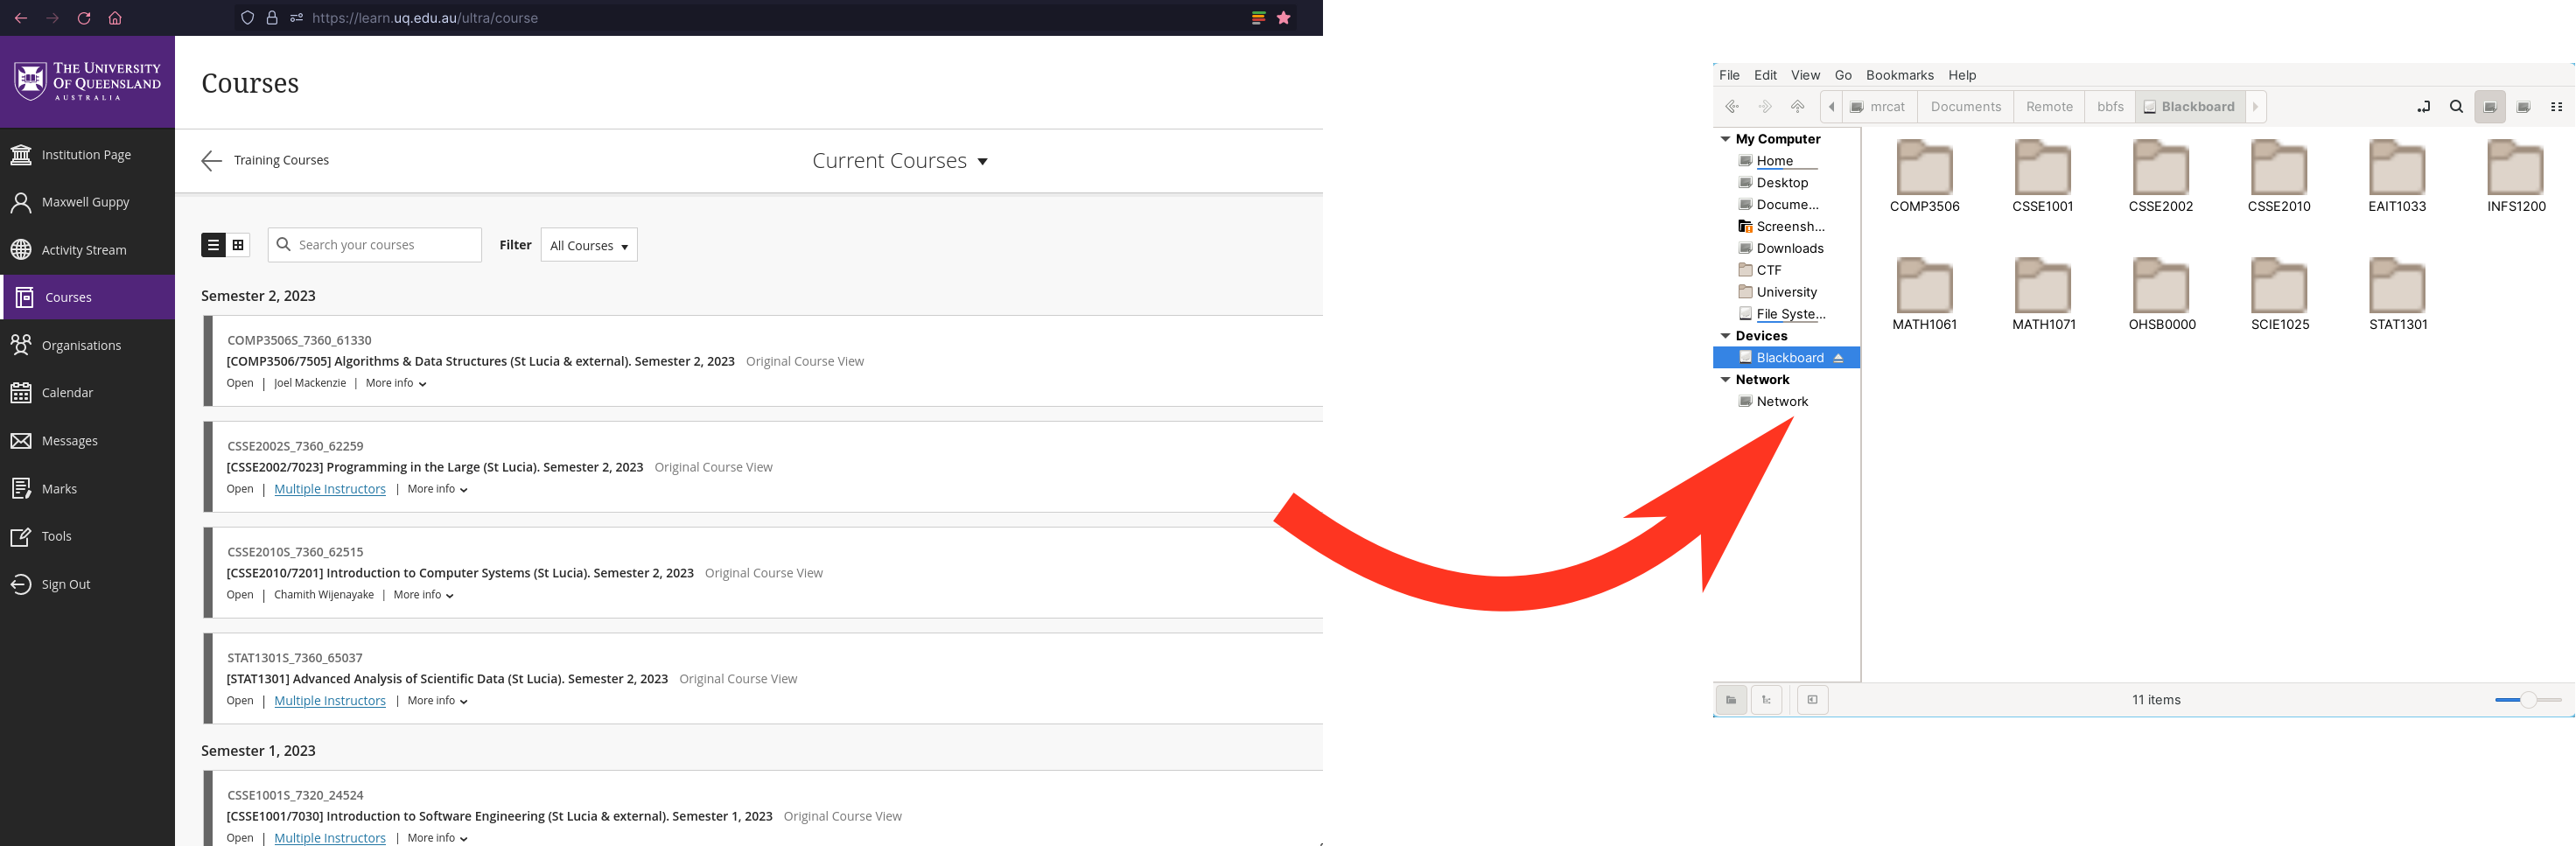 https://learn.uq.edu.au/ultra/course
THE UNIVERSITY
OF QUEENSLAND
AUSTRALIA
Institution Page
Maxwell Guppy
Activity Stream
Courses
Organisations
Calendar
Messages
Marks
Tools
Sign Out
Courses
Training Courses
Current Courses
Search your courses
Filter
All Courses
Semester 2, 2023
COMP3506S_7360_61330
[COMP3506/7505] Algorithms & Data Structures (St Lucia & external). Semester 2, 2023 Original Course View
Open | Joel Mackenzie | More info
CSSE2002S_7360_62259
[CSSE2002/7023] Programming in the Large (St Lucia). Semester 2, 2023 Original Course View
Open | Multiple Instructors | More info
CSSE2010S_7360_62515
[CSSE2010/7201] Introduction to Computer Systems (St Lucia). Semester 2, 2023 Original Course View
Open | Chamith Wijenayake | More info
STAT1301S_7360_65037
[STAT1301] Advanced Analysis of Scientific Data (St Lucia). Semester 2, 2023 Original Course View
Open | Multiple Instructors | More info
Semester 1, 2023
CSSE1001S_7320_24524
[CSSE1001/7030] Introduction to Software Engineering (St Lucia & external). Semester 1, 2023 Original Course View
Open | Multiple Instructors | More info
File Edit View Go Bookmarks Help
mrcat Documents Remote bbfs Blackboard
My Computer
Home
Desktop
Docume...
Screensh...
Downloads
CTF
University
File Syste...
Devices
Blackboard
Network
Network
COMP3506 CSSE1001 CSSE2002 CSSE2010 EAIT1033 INFS1200
MATH1061 MATH1071 OHSB0000 SCIE1025 STAT1301
11 items